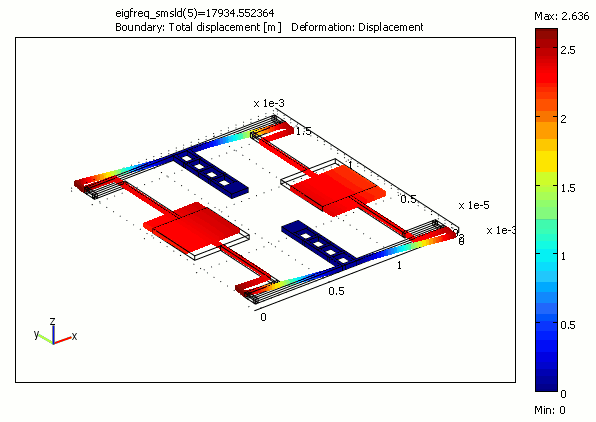 eigfreq_smsld(5)=17934.552364
Boundary: Total displacement [m] Deformation: Displacement
Max: 2.636
2.5
2
1.5
1
0.5
0
Min: 0
x 1e-3
1.5
0.5
x 1e-5
x 1e-3
0
1
0.5
0
z
y
x